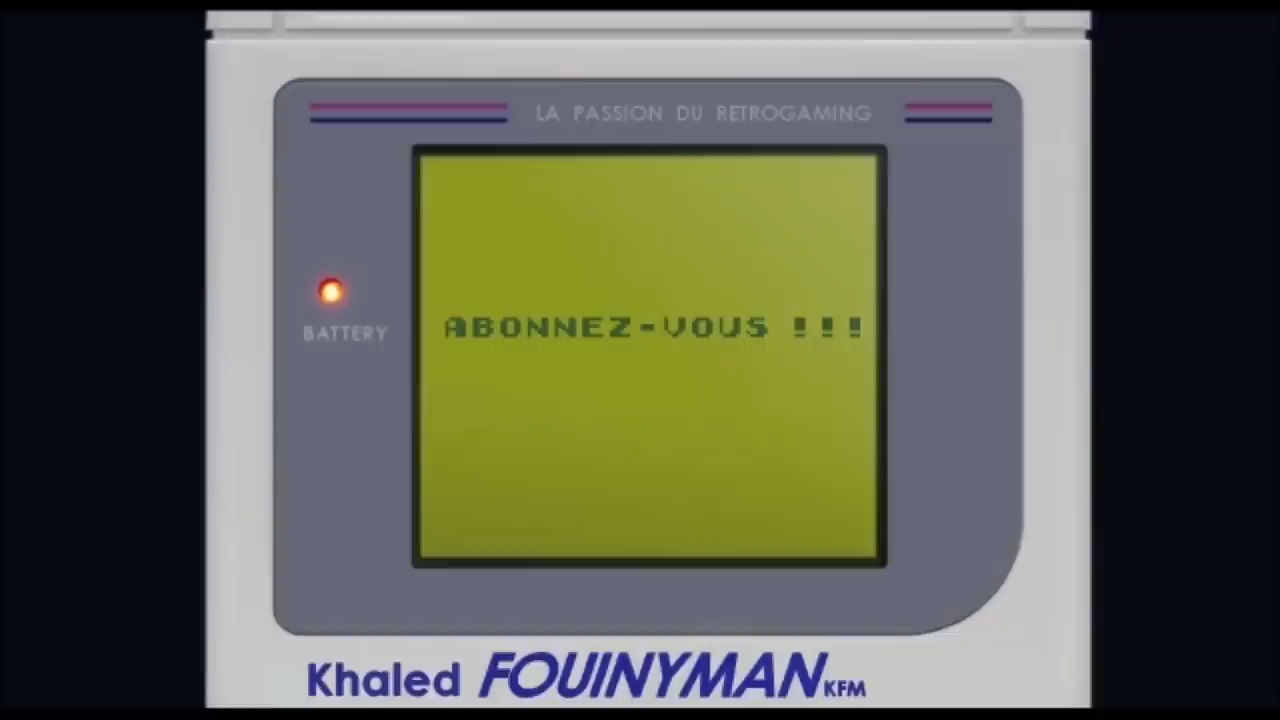 LA PASSION DU RETROGAMING
BATTERY
ABONNEZ-VOUS !!!
Khaled FOUINYMAN KFM